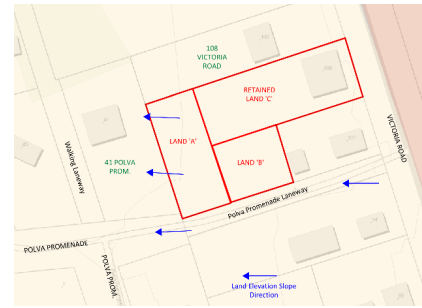 108
VICTORIA
ROAD
RETAINED
LAND 'C'
VICTORIA ROAD
Walking Laneway
LAND 'A'
41 POLVA
PROM.
LAND 'B'
Polva Promenade Laneway
POLVA PROMENADE
POLVA PROM.
Land Elevation Slope
Direction